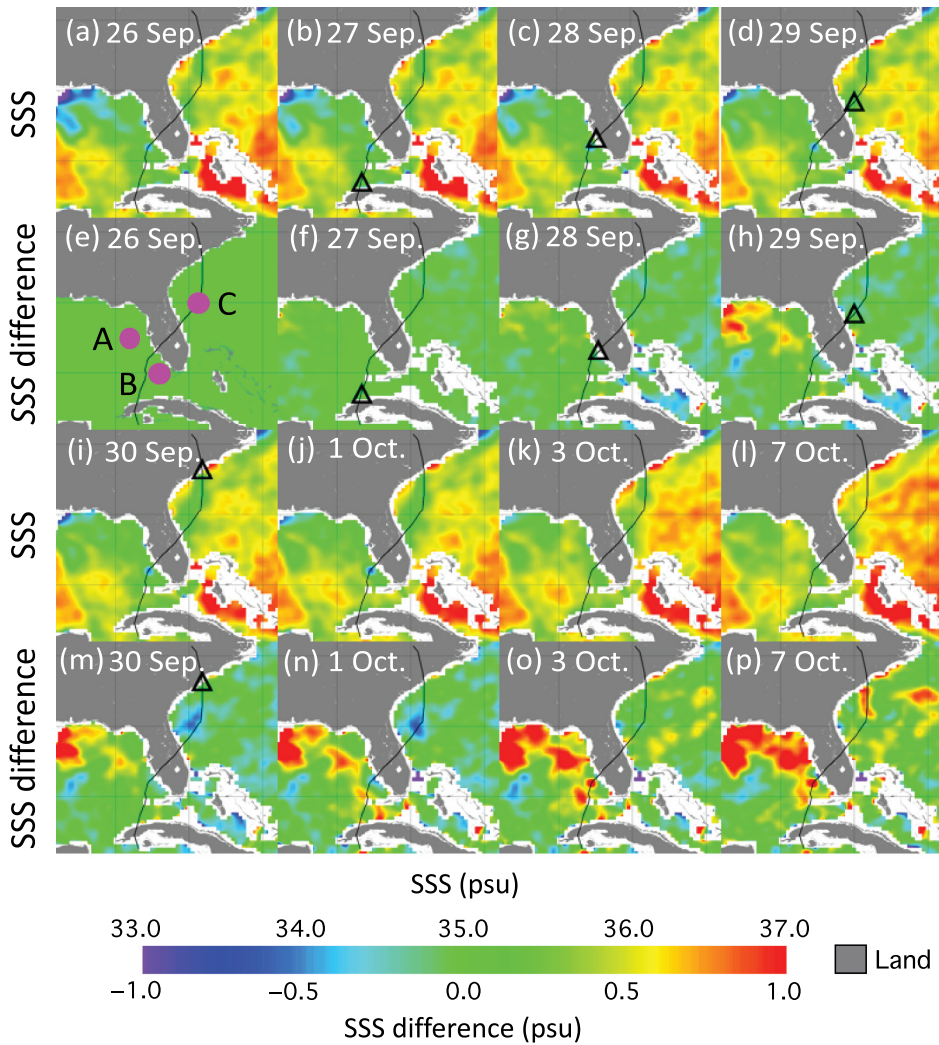 SSS
(a) 26 Sep.
(b) 27 Sep.
(c) 28 Sep.
(d) 29 Sep.
SSS difference
(e) 26 Sep.
(f) 27 Sep.
(g) 28 Sep.
(h) 29 Sep.
A
B
C
SSS
(i) 30 Sep.
(j) 1 Oct.
(k) 3 Oct.
(l) 7 Oct.
SSS difference
(m) 30 Sep.
(n) 1 Oct.
(o) 3 Oct.
(p) 7 Oct.
SSS (psu)
33.0 34.0 35.0 36.0 37.0
Land
−1.0 −0.5 0.0 0.5 1.0
SSS difference (psu)